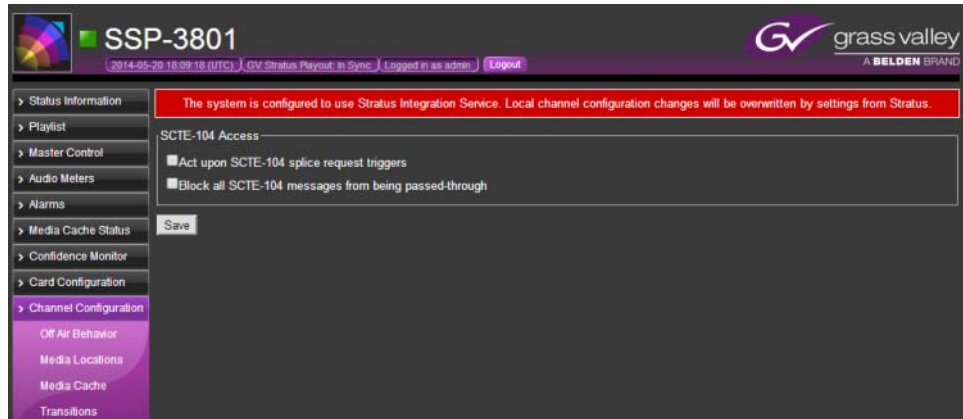 SSP-3801
2014-05-20 18:09:18 (UTC) GV Stratus Playout: In Sync Logged in as admin Logout
GV grass valley
A BELDEN BRAND
The system is configured to use Stratus Integration Service. Local channel configuration changes will be overwritten by settings from Stratus.
Status Information
Playlist
Master Control
Audio Meters
Alarms
Media Cache Status
Confidence Monitor
Card Configuration
Channel Configuration
Off Air Behavior
Media Locations
Media Cache
Transitions
SCTE-104 Access
Act upon SCTE-104 splice request triggers
Block all SCTE-104 messages from being passed-through
Save